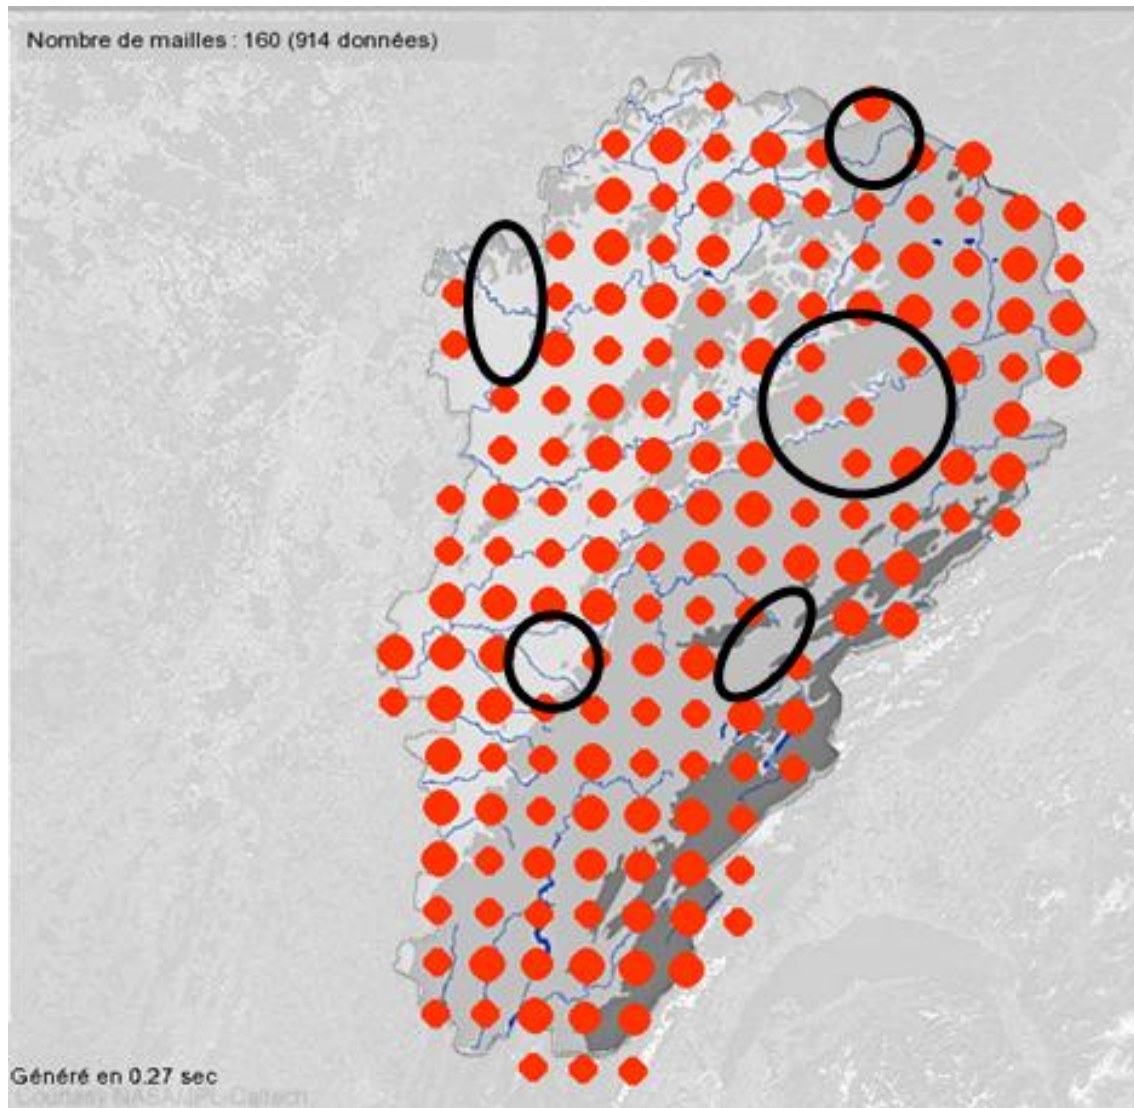 Nombre de mailles : 160 (914 données)
Généré en 0.27 sec
Courtesy NASA/JPL-Caltech